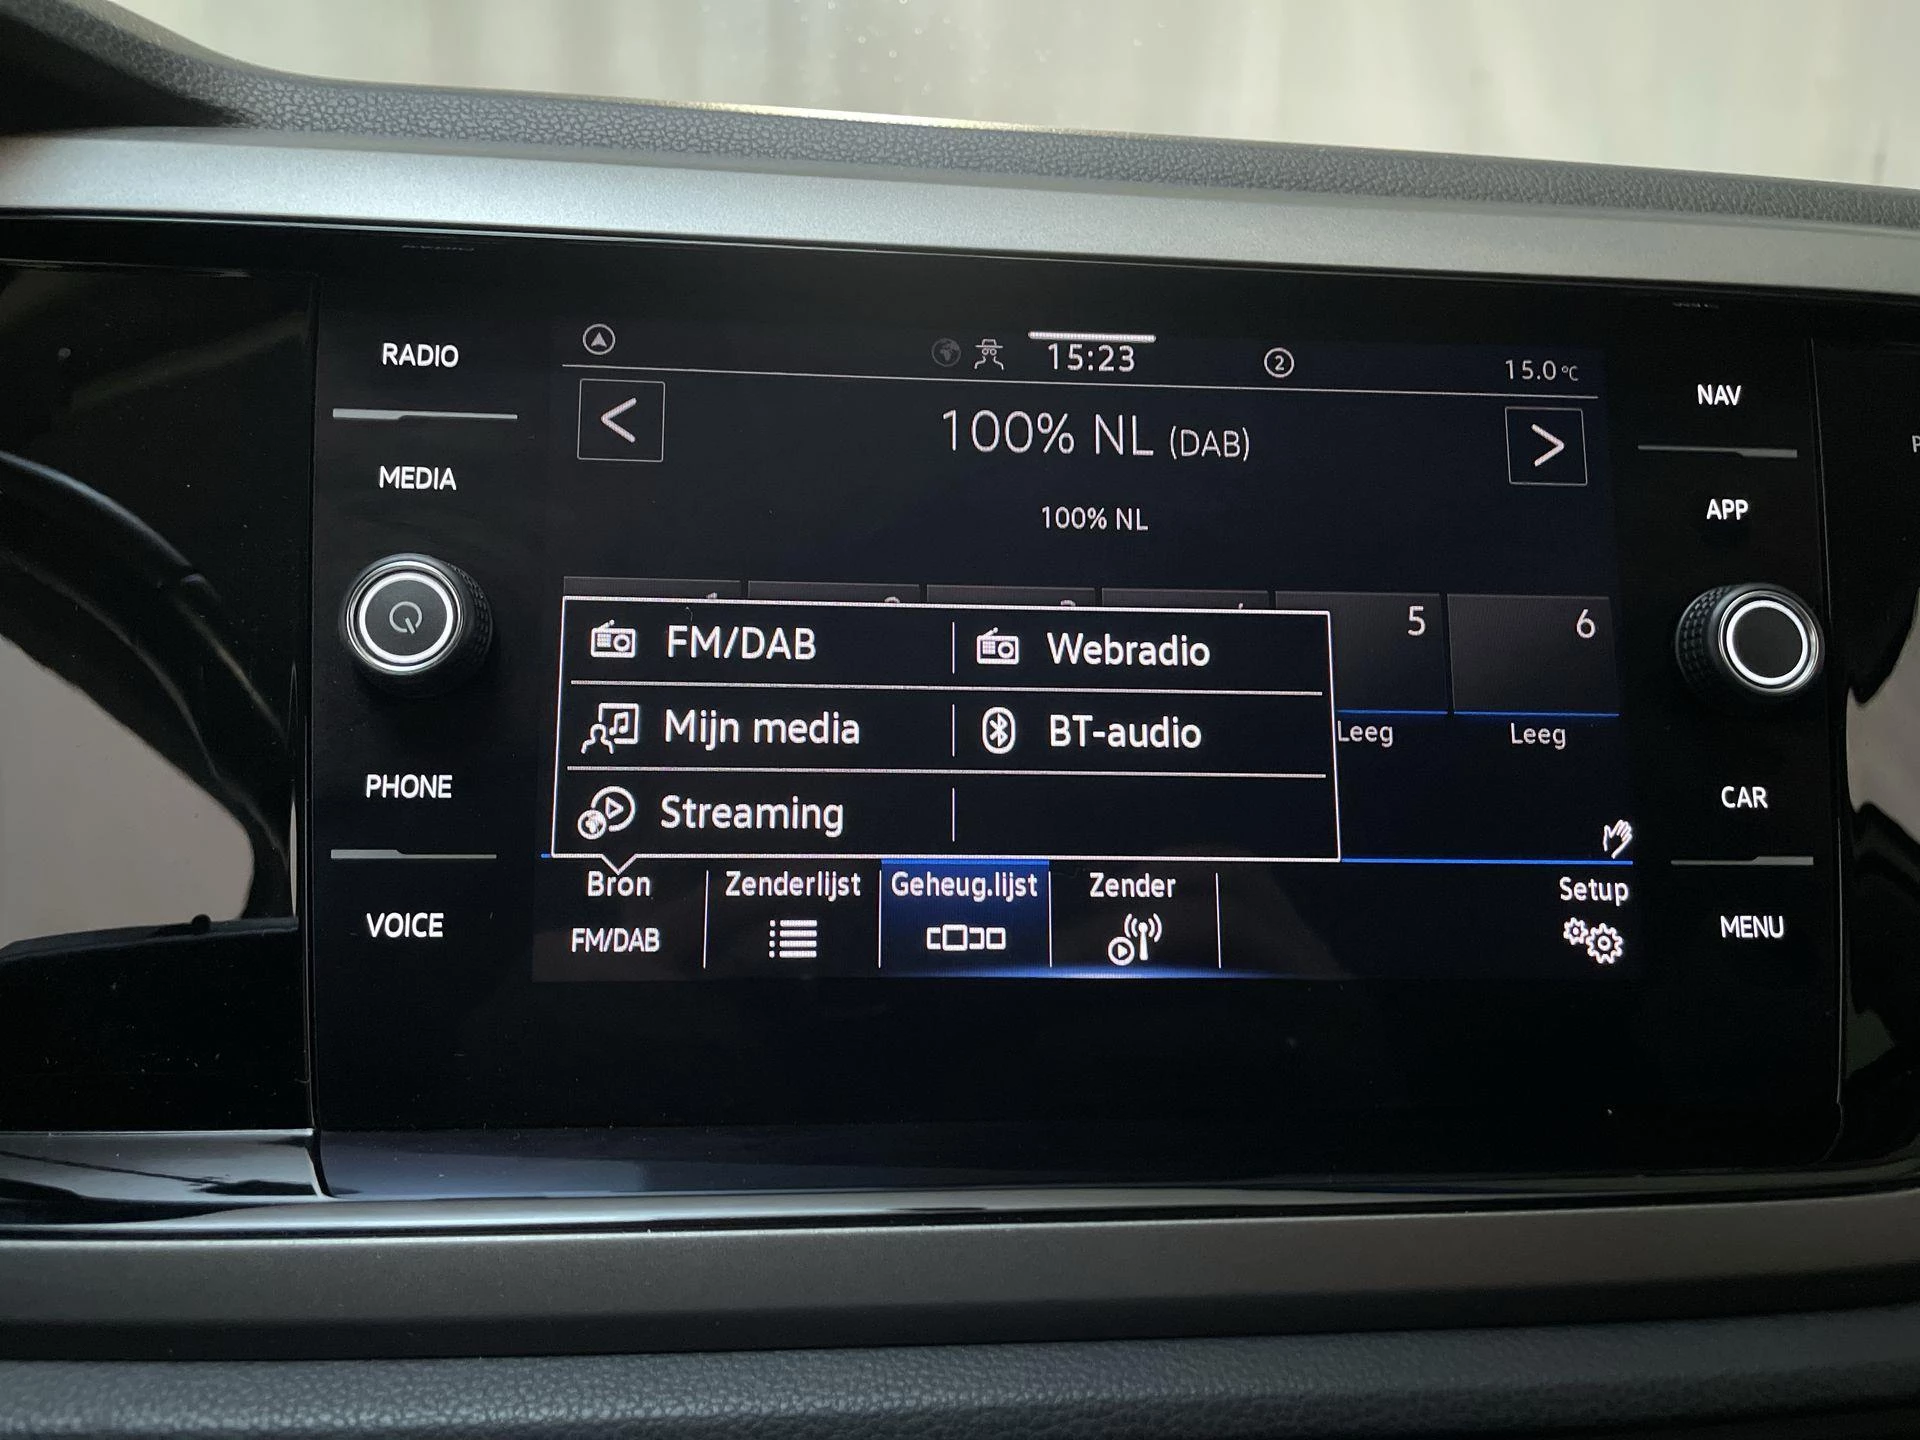 RADIO
MEDIA
PHONE
VOICE
15:23
2
15.0°C
<
100% NL (DAB)
>
100% NL
5
6
FM/DAB
Webradio
Mijn media
BT-audio
Streaming
Leeg
Leeg
Bron
Zenderlijst
Geheug.lijst
Zender
Setup
FM/DAB
NAV
APP
CAR
MENU